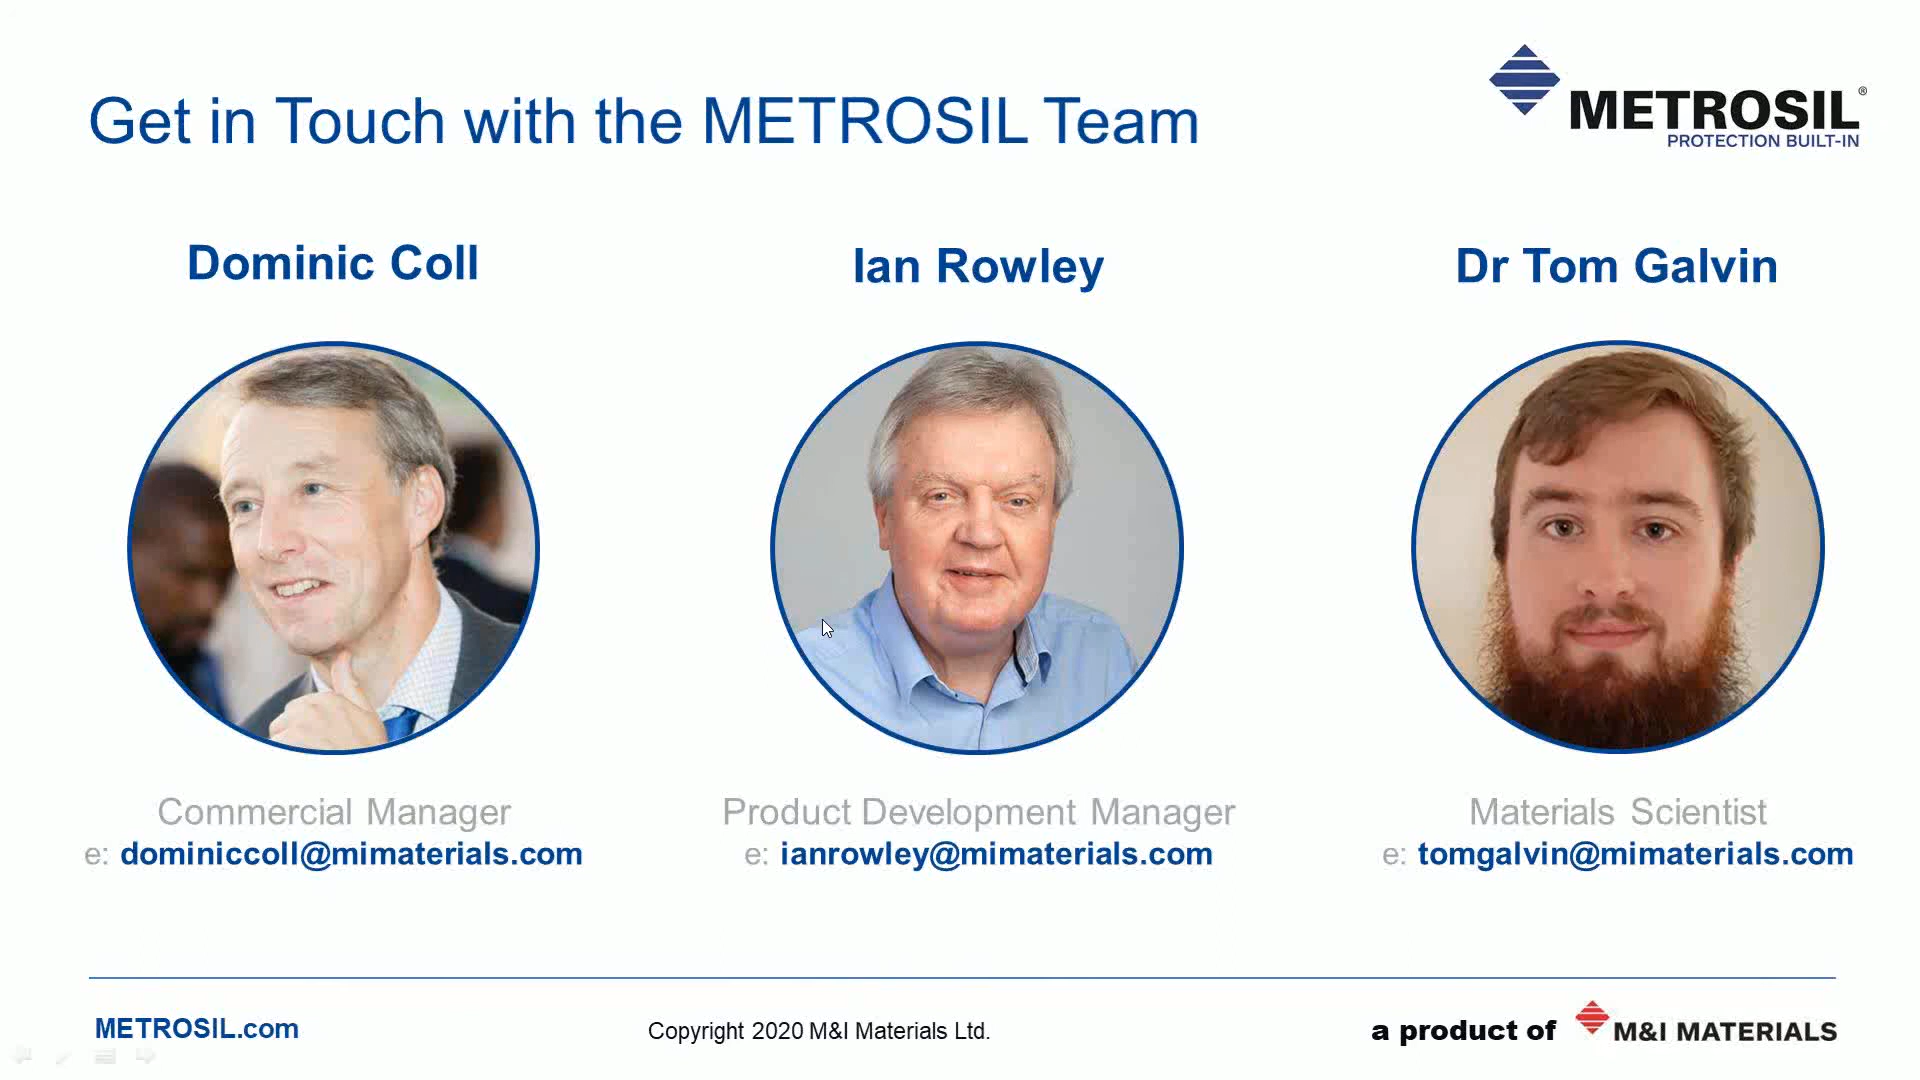 Get in Touch with the METROSIL Team
METROSIL®
PROTECTION BUILT-IN
Dominic Coll
Ian Rowley
Dr Tom Galvin
Commercial Manager
e: dominiccoll@mimaterials.com
Product Development Manager
e: ianrowley@mimaterials.com
Materials Scientist
e: tomgalvin@mimaterials.com
METROSIL.com
Copyright 2020 M&I Materials Ltd.
a product of M&I MATERIALS